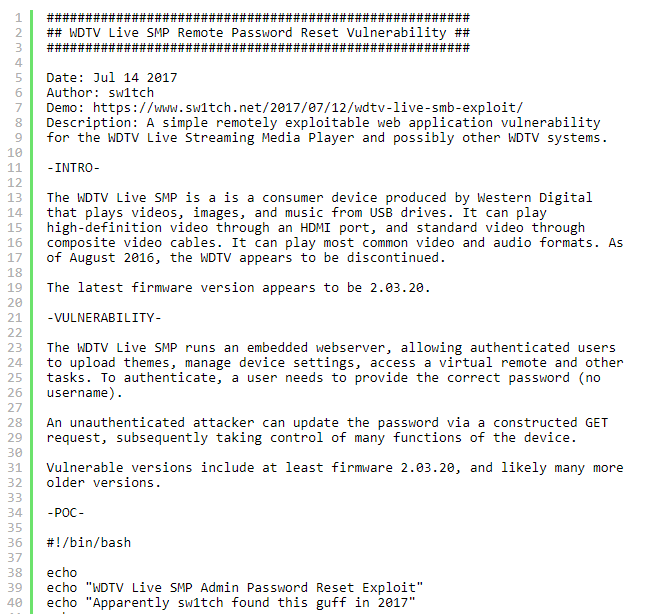 1 #######################################################
2 ## WDTV Live SMP Remote Password Reset Vulnerability ##
3 #######################################################
4
5 Date: Jul 14 2017
6 Author: sw1tch
7 Demo: https://www.sw1tch.net/2017/07/12/wdtv-live-smb-exploit/
8 Description: A simple remotely exploitable web application vulnerability
9 for the WDTV Live Streaming Media Player and possibly other WDTV systems.
10
11 -INTRO-
12
13 The WDTV Live SMP is a is a consumer device produced by Western Digital
14 that plays videos, images, and music from USB drives. It can play
15 high-definition video through an HDMI port, and standard video through
16 composite video cables. It can play most common video and audio formats. As
17 of August 2016, the WDTV appears to be discontinued.
18
19 The latest firmware version appears to be 2.03.20.
20
21 -VULNERABILITY-
22
23 The WDTV Live SMP runs an embedded webserver, allowing authenticated users
24 to upload themes, manage device settings, access a virtual remote and other
25 tasks. To authenticate, a user needs to provide the correct password (no
26 username).
27
28 An unauthenticated attacker can update the password via a constructed GET
29 request, subsequently taking control of many functions of the device.
30
31 Vulnerable versions include at least firmware 2.03.20, and likely many more
32 older versions.
33
34 -POC-
35
36 #!/bin/bash
37
38 echo
39 echo "WDTV Live SMP Admin Password Reset Exploit"
40 echo "Apparently sw1tch found this guff in 2017"